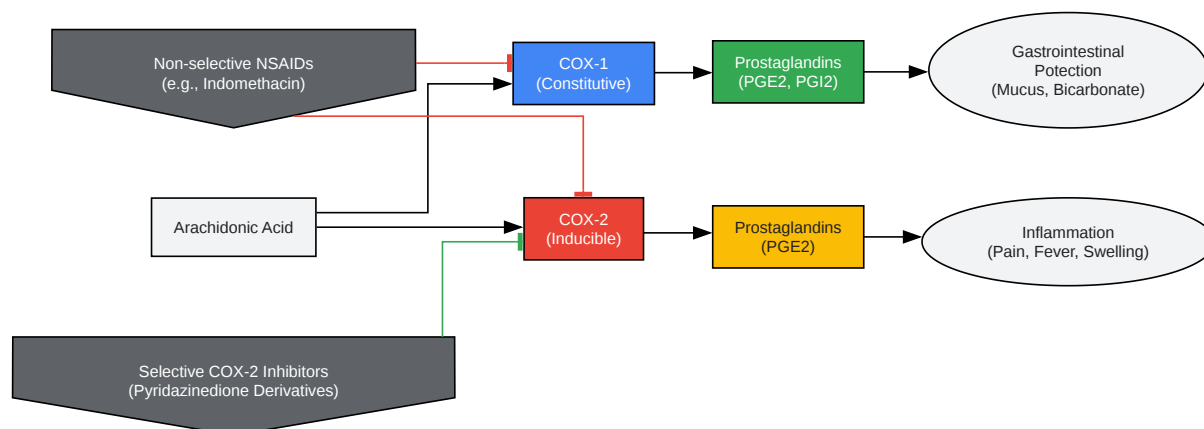 Non-selective NSAIDs
(e.g., Indomethacin)
COX-1
(Constitutive)
Prostaglandins
(PGE2, PGI2)
Gastrointestinal
Potection
(Mucus, Bicarbonate)
Arachidonic Acid
COX-2
(Inducible)
Prostaglandins
(PGE2)
Inflammation
(Pain, Fever, Swelling)
Selective COX-2 Inhibitors
(Pyridazinedione Derivatives)